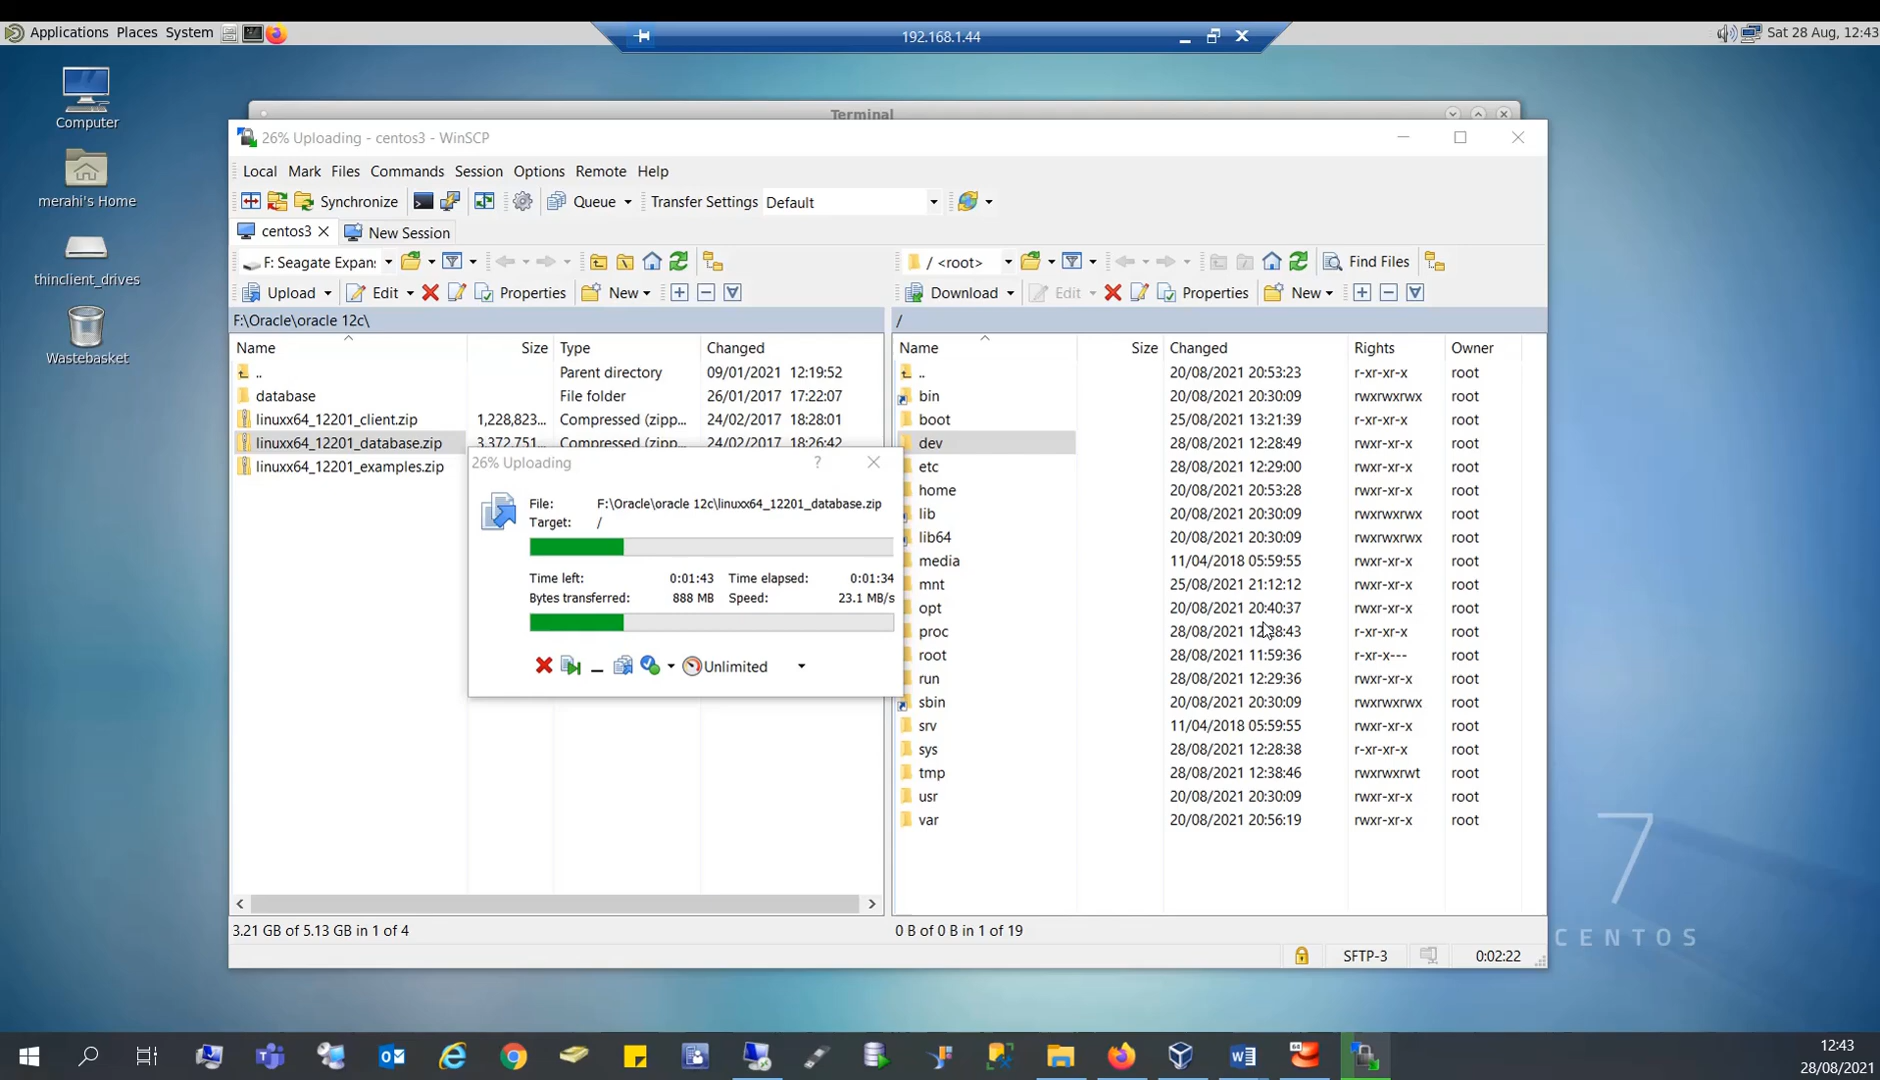 Applications Places System
192.168.1.44
Sat 28 Aug, 12:43
Computer
merahi's Home
thinclient_drives
Wastebasket
Terminal
26% Uploading - centos3 - WinSCP
Local Mark Files Commands Session Options Remote Help
Synchronize Queue Transfer Settings Default
centos3 New Session
F: Seagate Expan:
/ <root> Find Files
Upload Edit Properties New
Download Edit Properties New
F:\Oracle\oracle 12c\
/
Name Size Type Changed
.. Parent directory 09/01/2021 12:19:52
database File folder 26/01/2017 17:22:07
linuxx64_12201_client.zip 1,228,823... Compressed (zipp... 24/02/2017 18:28:01
linuxx64_12201_database.zip 3,372,751... Compressed (zipp... 24/02/2017 18:26:42
linuxx64_12201_examples.zip
26% Uploading ?
File: F:\Oracle\oracle 12c\linuxx64_12201_database.zip
Target: /
Time left: 0:01:43 Time elapsed: 0:01:34
Bytes transferred: 888 MB Speed: 23.1 MB/s
Unlimited
Name Size Changed Rights Owner
.. 20/08/2021 20:53:23 r-xr-xr-x root
bin 20/08/2021 20:30:09 rwxrwxrwx root
boot 25/08/2021 13:21:39 r-xr-xr-x root
dev 28/08/2021 12:28:49 rwxr-xr-x root
etc 28/08/2021 12:29:00 rwxr-xr-x root
home 20/08/2021 20:53:28 rwxr-xr-x root
lib 20/08/2021 20:30:09 rwxrwxrwx root
lib64 20/08/2021 20:30:09 rwxrwxrwx root
media 11/04/2018 05:59:55 rwxr-xr-x root
mnt 25/08/2021 21:12:12 rwxr-xr-x root
opt 20/08/2021 20:40:37 rwxr-xr-x root
proc 28/08/2021 12:28:43 r-xr-xr-x root
root 28/08/2021 11:59:36 r-xr-x--- root
run 28/08/2021 12:29:36 rwxr-xr-x root
sbin 20/08/2021 20:30:09 rwxrwxrwx root
srv 11/04/2018 05:59:55 rwxr-xr-x root
sys 28/08/2021 12:28:38 r-xr-xr-x root
tmp 28/08/2021 12:38:46 rwxrwxrwt root
usr 20/08/2021 20:30:09 rwxr-xr-x root
var 20/08/2021 20:56:19 rwxr-xr-x root
3.21 GB of 5.13 GB in 1 of 4
0 B of 0 B in 1 of 19
SFTP-3 0:02:22
7
CENTOS
12:43
28/08/2021